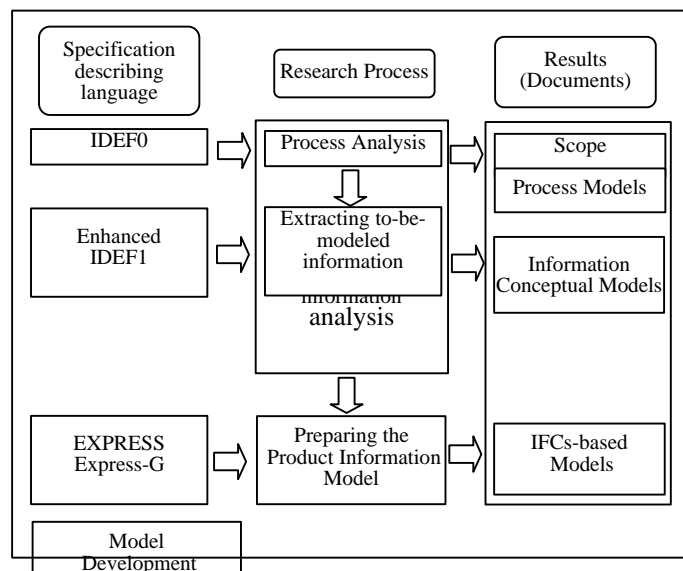 Specification
describing
language
Research Process
Results
(Documents)
IDEF0
Process Analysis
Scope
Process Models
Enhanced
IDEF1
Extracting to-be-
modeled
information
information
analysis
Information
Conceptual Models
EXPRESS
Express-G
Preparing the
Product Information
Model
IFCs-based
Models
Model
Development